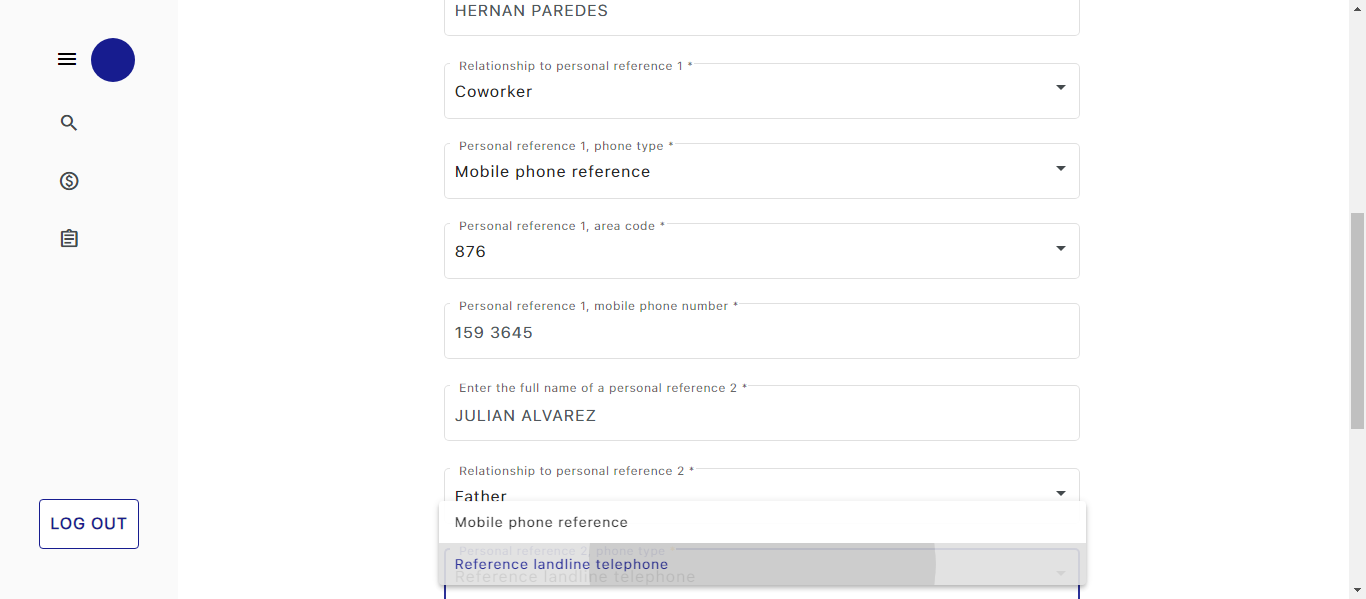 HERNAN PAREDES
Relationship to personal reference 1 *
Coworker
Personal reference 1, phone type *
Mobile phone reference
Personal reference 1, area code *
876
Personal reference 1, mobile phone number *
159 3645
Enter the full name of a personal reference 2 *
JULIAN ALVAREZ
Relationship to personal reference 2 *
Father
Mobile phone reference
Personal reference 2, phone type *
Reference landline telephone
Reference landline telephone
LOG OUT